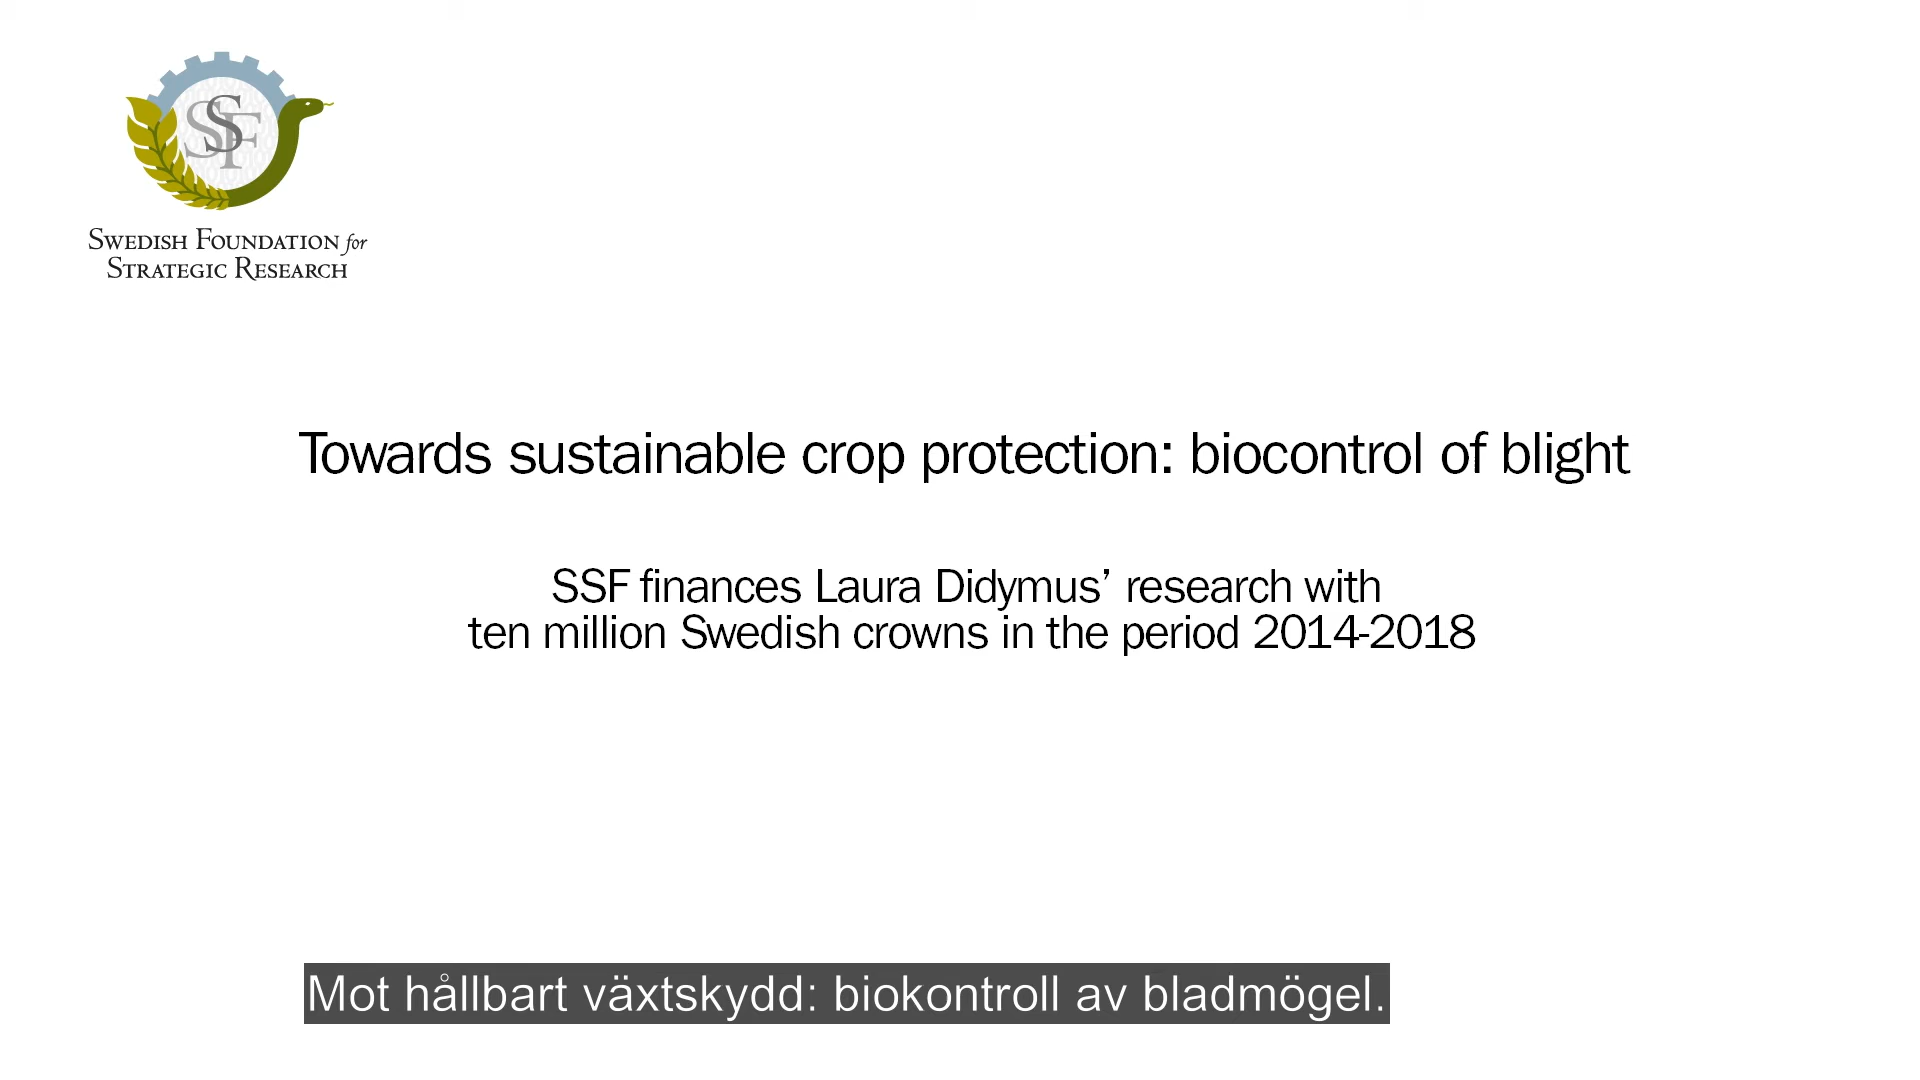 SSF
SWEDISH FOUNDATION for
STRATEGIC RESEARCH
Towards sustainable crop protection: biocontrol of blight
SSF finances Laura Didymus’ research with
ten million Swedish crowns in the period 2014-2018
Mot hållbart växtskydd: biokontroll av bladmögel.